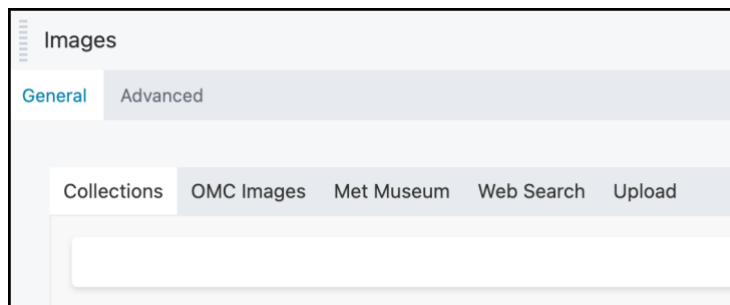 Images
General Advanced
Collections OMC Images Met Museum Web Search Upload